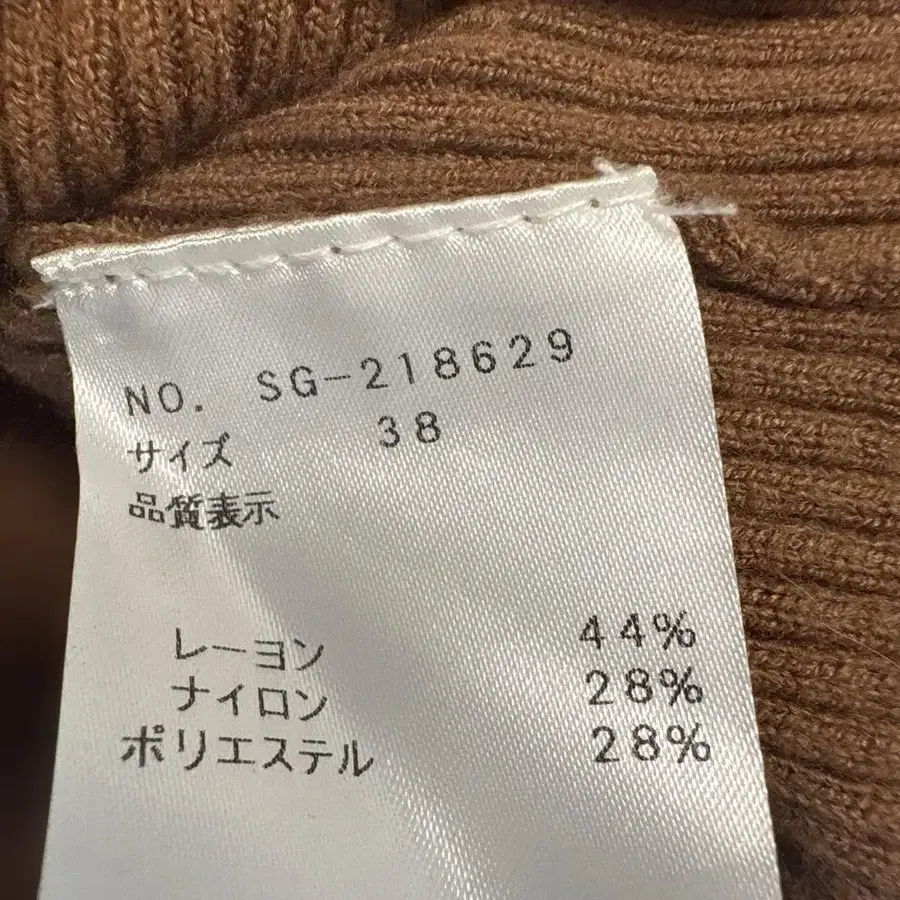 NO. SG-218629
サイズ 38
品質表示
レーヨン 44%
ナイロン 28%
ポリエステル 28%